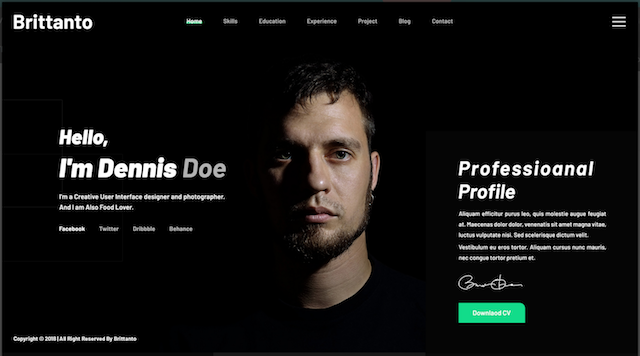 Brittanto
Home Skills Education Experience Project Blog Contact
Hello,
I'm Dennis Doe
I'm a Creative User Interface designer and photographer.
And I am Also Food Lover.
Facebook Twitter Dribbble Behance
Professioanal
Profile
Aliquam efficitur purus leo, quis molestie augue feugiat
at. Maecenas dolor dolor, venenatis sit amet magna vitae,
luctus vulputate nisi. Sed scelerisque dictum velit.
Vestibulum eu eros tortor. Aliquam cursus nunc mauris,
nec congue tortor pretium et.
Downlaod CV
Copyright © 2018 | All Right Reserved By Brittanto